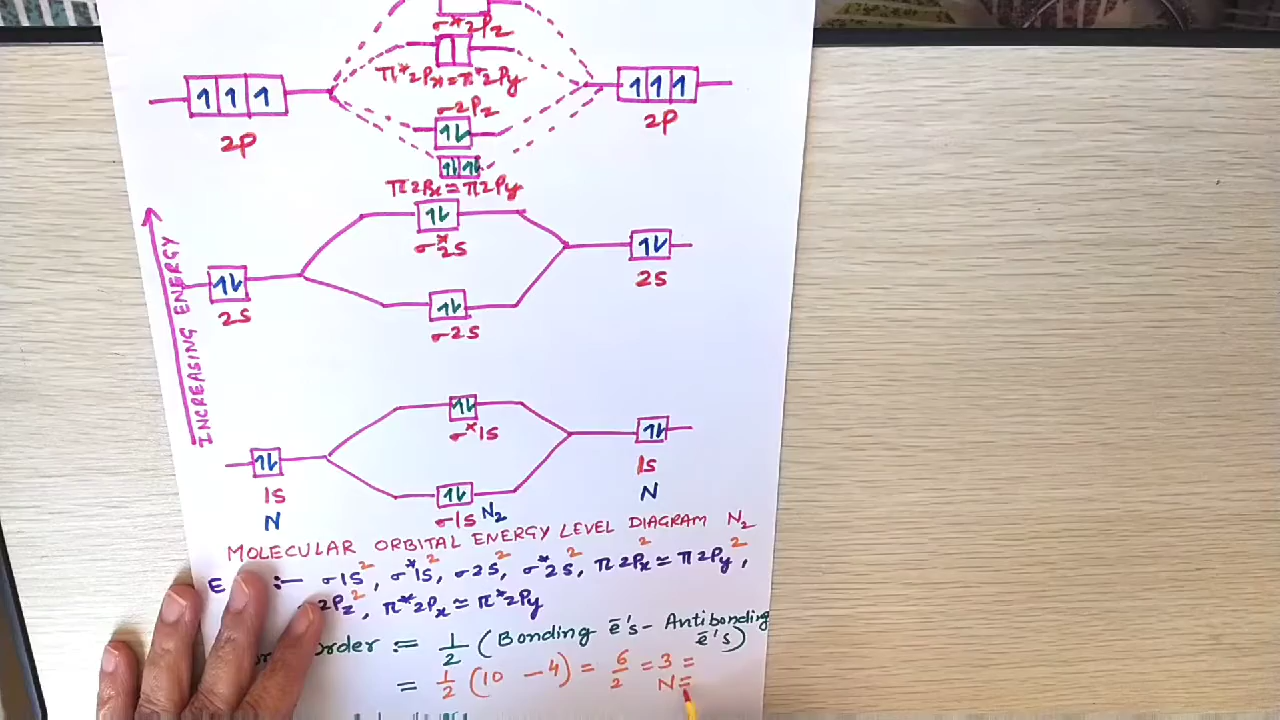 σ*2Pz
π*2Px = π*2Py
σ2Pz
2P
2P
π2Px = π2Py
σ*2S
2S
2S
σ2S
INCREASING ENERGY
σ*1S
1S
1S
N
N
σ1S N₂
MOLECULAR ORBITAL ENERGY LEVEL DIAGRAM N₂
E :— σ1S², σ*1S², σ2S², σ*2S², π2Px² ≃ π2Py²,
2Pz², π*2Px ≃ π*2Py
order := 1/2 (Bonding ē's – Antibonding ē's)
= 1/2 (10 – 4) = 6/2 = 3 =
N=